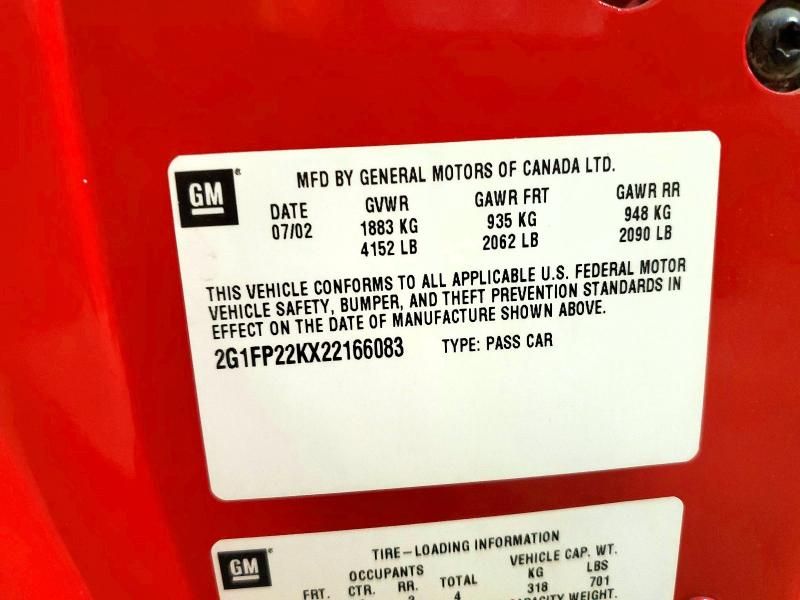 GM
MFD BY GENERAL MOTORS OF CANADA LTD.
DATE GVWR GAWR FRT GAWR RR
07/02 1883 KG 935 KG 948 KG
4152 LB 2062 LB 2090 LB
THIS VEHICLE CONFORMS TO ALL APPLICABLE U.S. FEDERAL MOTOR
VEHICLE SAFETY, BUMPER, AND THEFT PREVENTION STANDARDS IN
EFFECT ON THE DATE OF MANUFACTURE SHOWN ABOVE.
2G1FP22KX22166083 TYPE: PASS CAR
GM
TIRE-LOADING INFORMATION
OCCUPANTS VEHICLE CAP. WT.
FRT. CTR. RR. TOTAL KG LBS
4 318 701
CAPACITY WEIGHT.